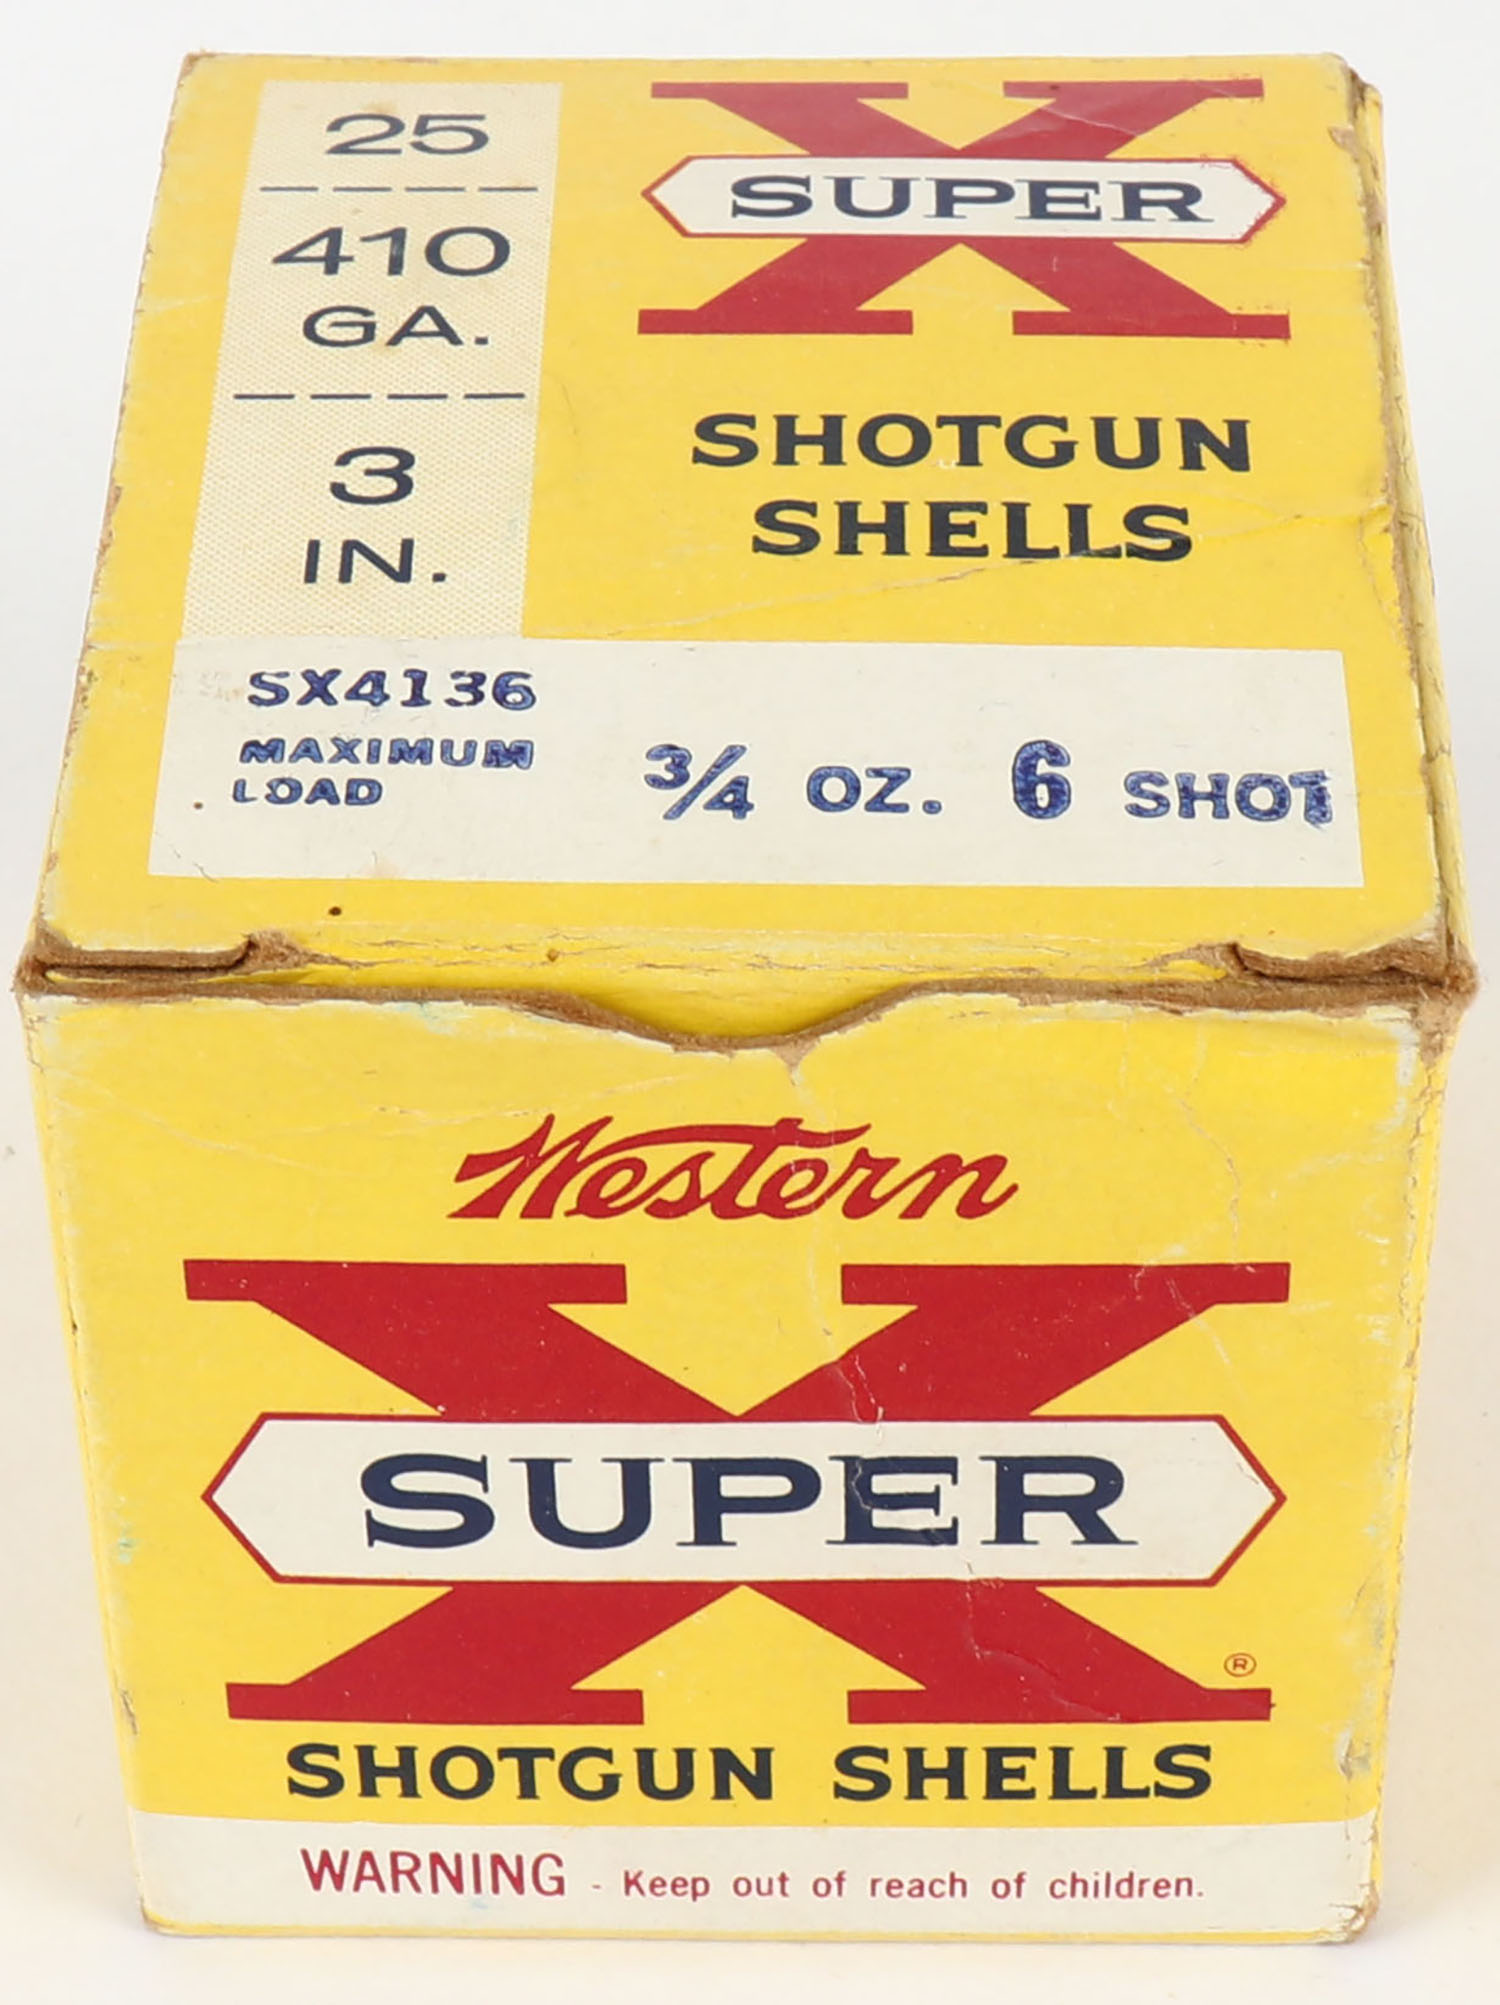 25
410
GA.
3
IN.
X
SUPER
SHOTGUN
SHELLS
SX4136
MAXIMUM
LOAD
3/4 OZ. 6 SHOT
Western
X
SUPER
®
SHOTGUN SHELLS
WARNING - Keep out of reach of children.